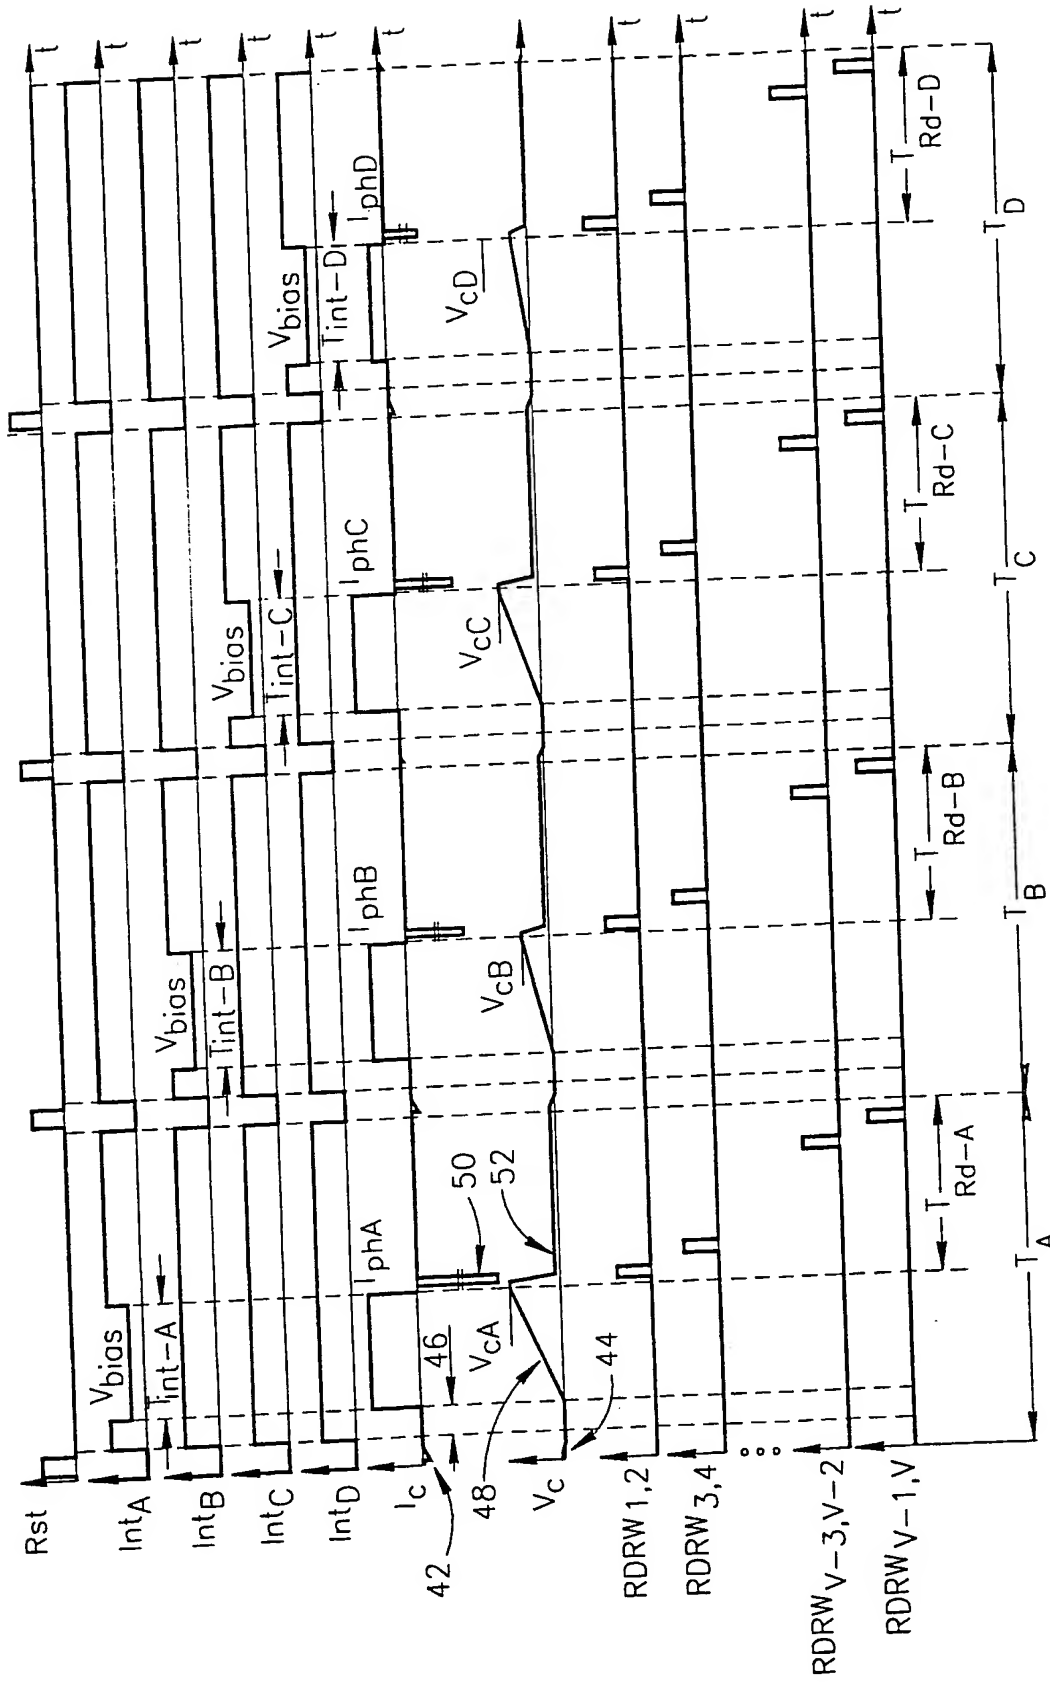 Rst
t
IntA
t
Vbias
Tint-A
IntB
t
Vbias
Tint-B
IntC
t
Vbias
Tint-C
IntD
t
Vbias
Tint-D
IC
t
IphA
IphB
IphC
IphD
42
46
50
VC
48
VcA
VcB
VcC
VcD
44
52
RDRW1,2
t
RDRW3,4
t
RDRWV-3,V-2
t
RDRWV-1,V
t
TRd-A
TRd-B
TRd-C
TRd-D
TA
TB
TC
TD